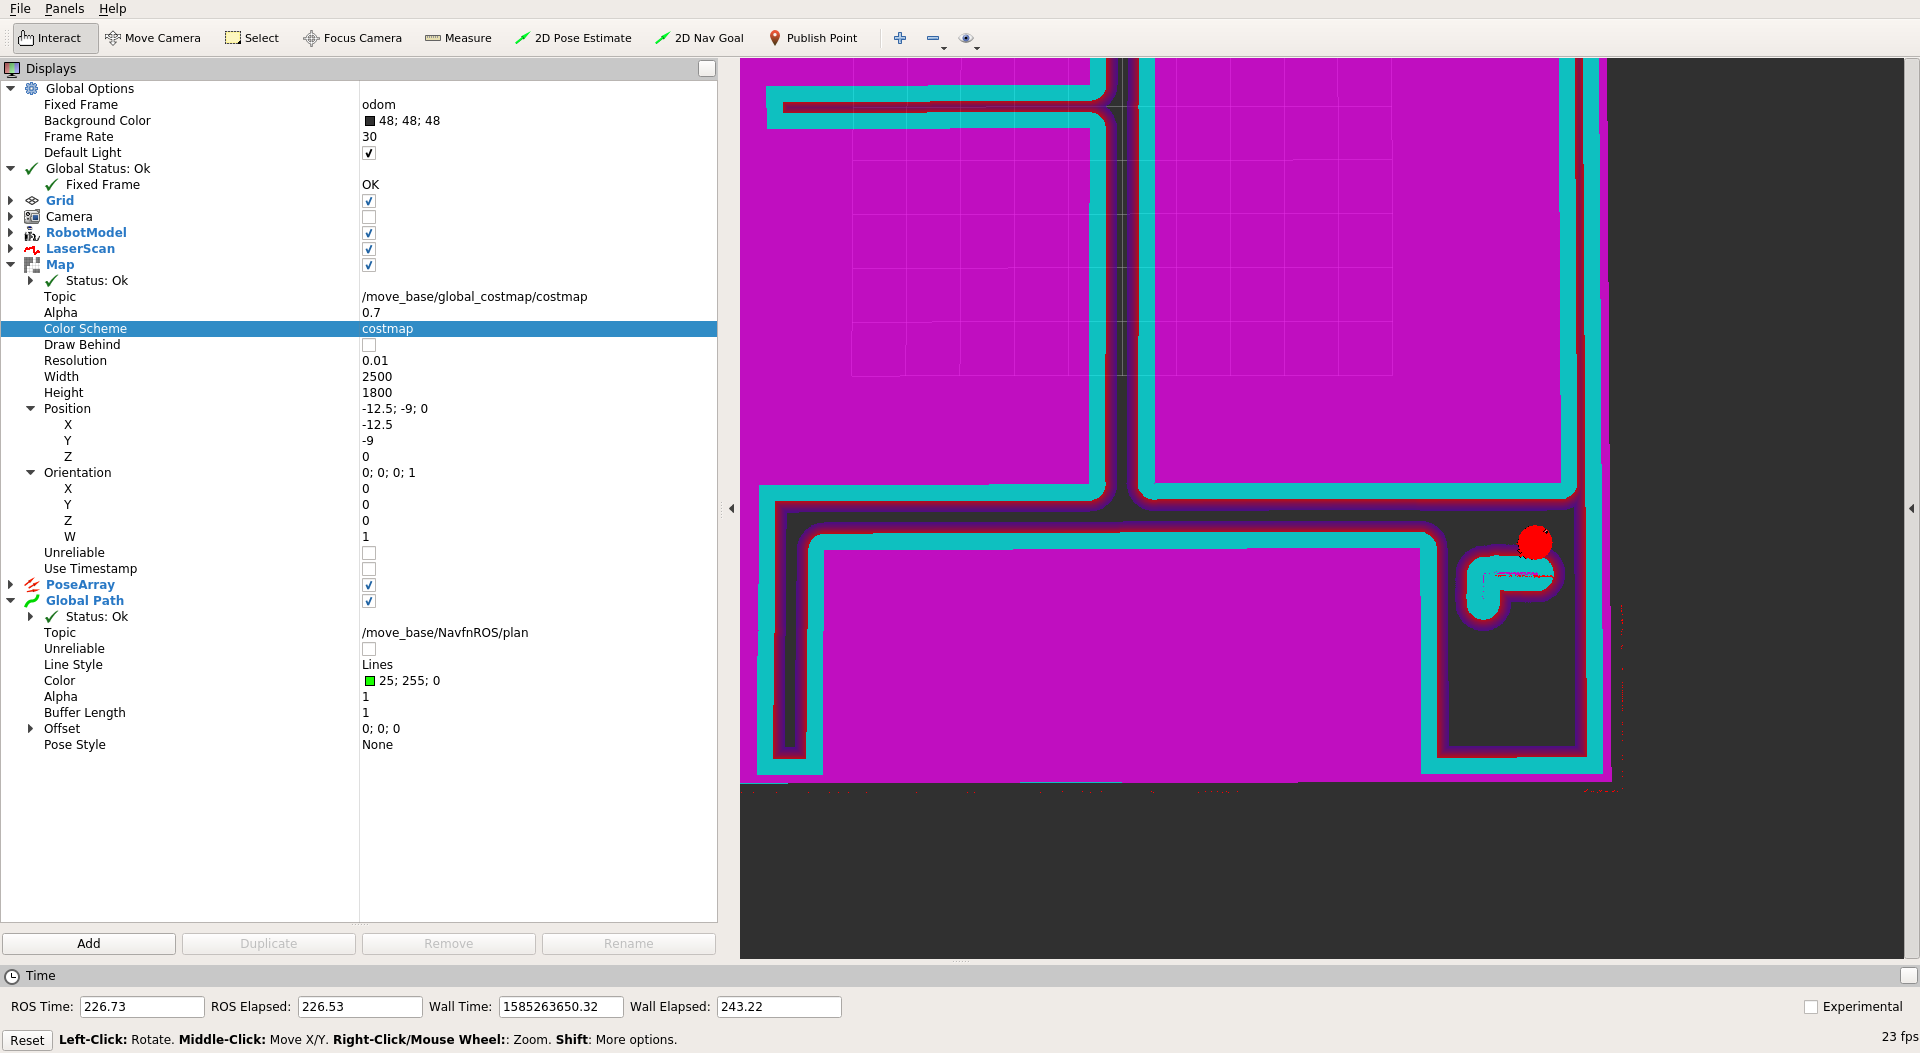 File Panels Help
Interact Move Camera Select Focus Camera Measure 2D Pose Estimate 2D Nav Goal Publish Point
Displays
Global Options
Fixed Frame odom
Background Color 48; 48; 48
Frame Rate 30
Default Light
Global Status: Ok
Fixed Frame OK
Grid
Camera
RobotModel
LaserScan
Map
Status: Ok
Topic /move_base/global_costmap/costmap
Alpha 0.7
Color Scheme costmap
Draw Behind
Resolution 0.01
Width 2500
Height 1800
Position -12.5; -9; 0
X -12.5
Y -9
Z 0
Orientation 0; 0; 0; 1
X 0
Y 0
Z 0
W 1
Unreliable
Use Timestamp
PoseArray
Global Path
Status: Ok
Topic /move_base/NavfnROS/plan
Unreliable
Line Style Lines
Color 25; 255; 0
Alpha 1
Buffer Length 1
Offset 0; 0; 0
Pose Style None
Add Duplicate Remove Rename
Time
ROS Time: 226.73 ROS Elapsed: 226.53 Wall Time: 1585263650.32 Wall Elapsed: 243.22 Experimental
Reset Left-Click: Rotate. Middle-Click: Move X/Y. Right-Click/Mouse Wheel:: Zoom. Shift: More options. 23 fps